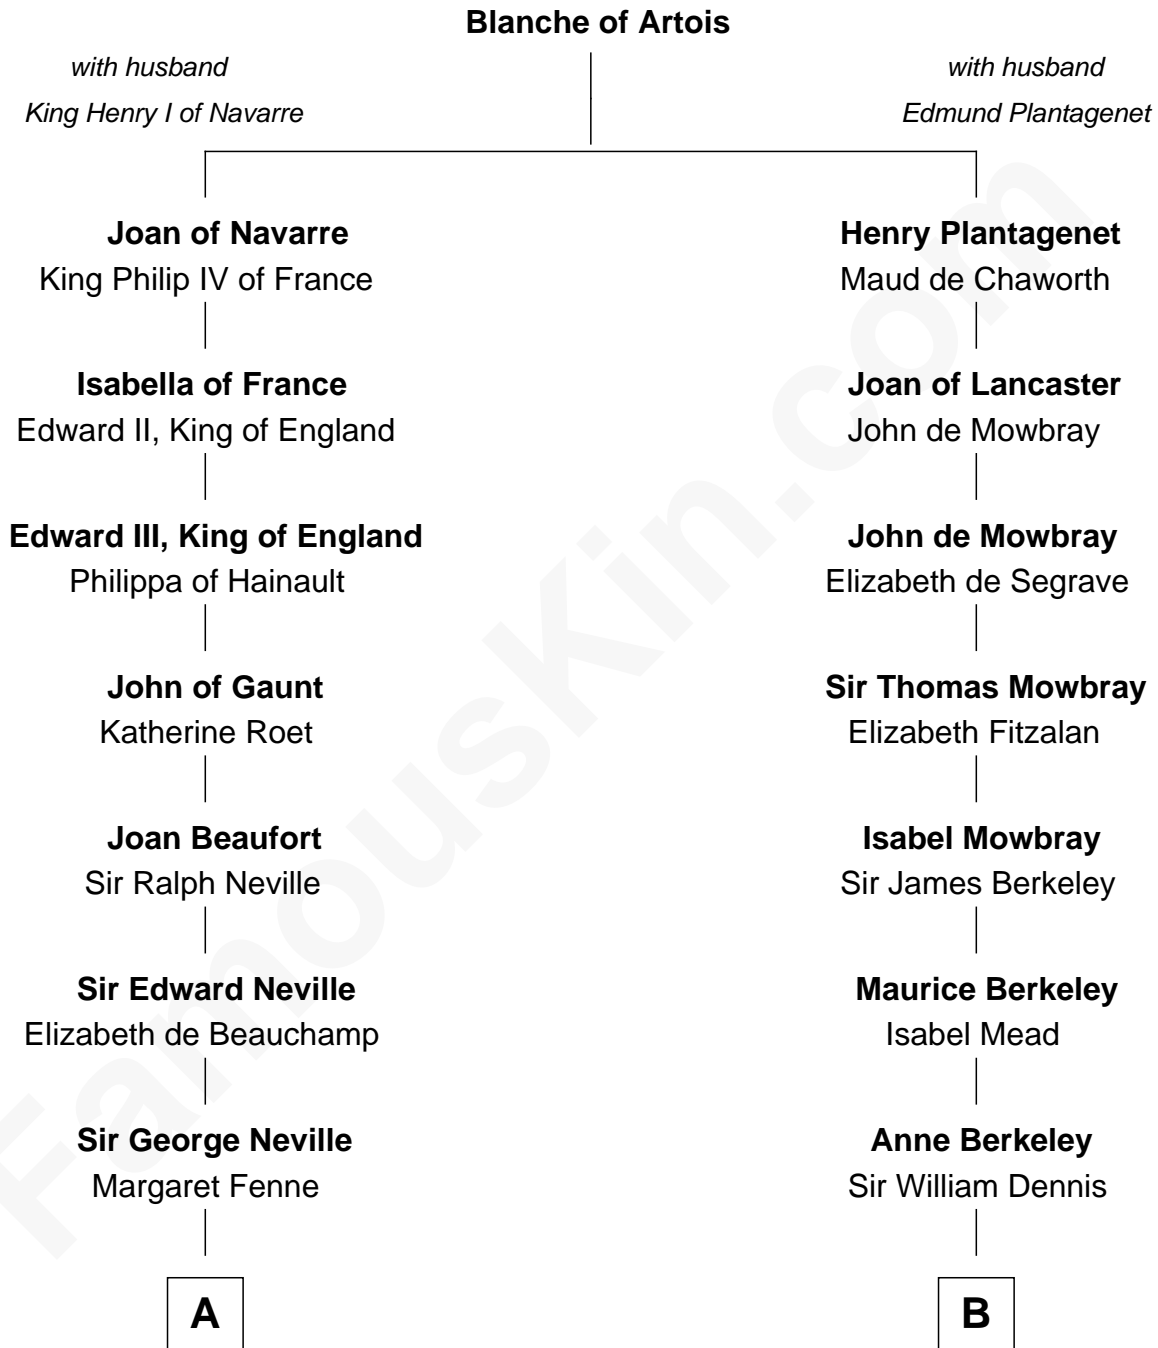 Blanche of Artois
with husband
King Henry I of Navarre
with husband
Edmund Plantagenet
Joan of Navarre
King Philip IV of France
Henry Plantagenet
Maud de Chaworth
Isabella of France
Edward II, King of England
Joan of Lancaster
John de Mowbray
Edward III, King of England
Philippa of Hainault
John de Mowbray
Elizabeth de Segrave
John of Gaunt
Katherine Roet
Sir Thomas Mowbray
Elizabeth Fitzalan
Joan Beaufort
Sir Ralph Neville
Isabel Mowbray
Sir James Berkeley
Sir Edward Neville
Elizabeth de Beauchamp
Maurice Berkeley
Isabel Mead
Sir George Neville
Margaret Fenne
Anne Berkeley
Sir William Dennis
A
B
FamousKin.com